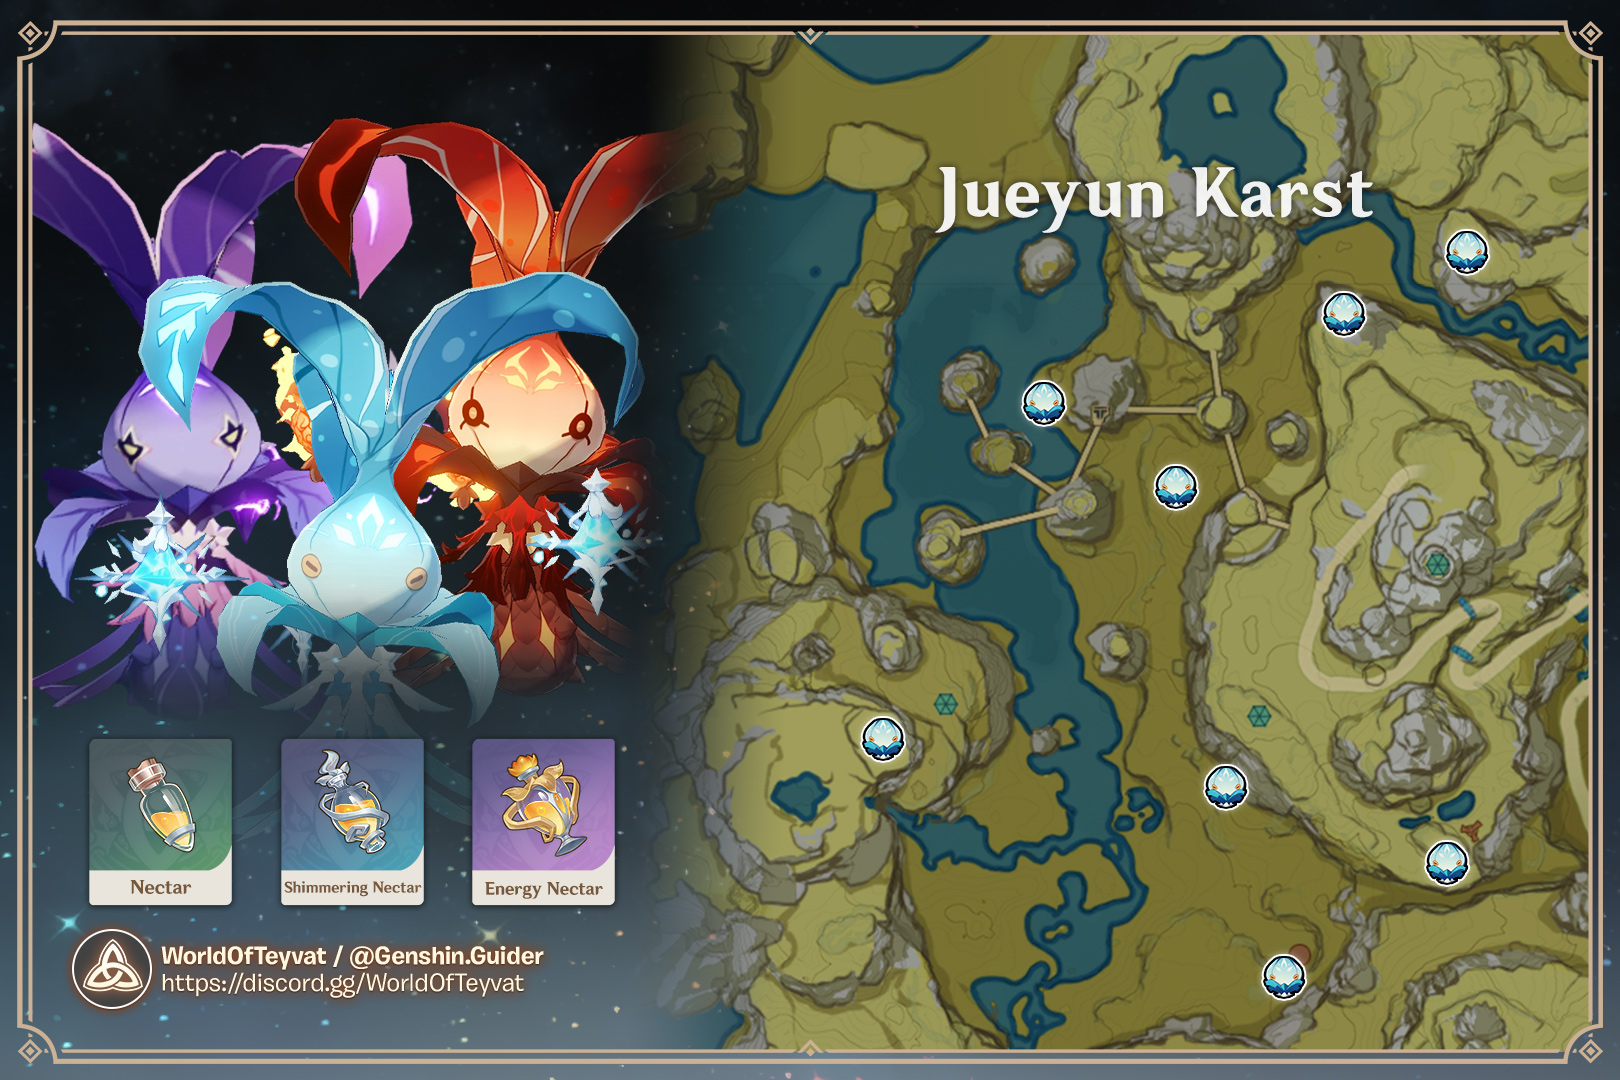 Jueyun Karst
Nectar
Shimmering Nectar
Energy Nectar
WorldOfTeyvat / @Genshin.Guider
https://discord.gg/WorldOfTeyvat